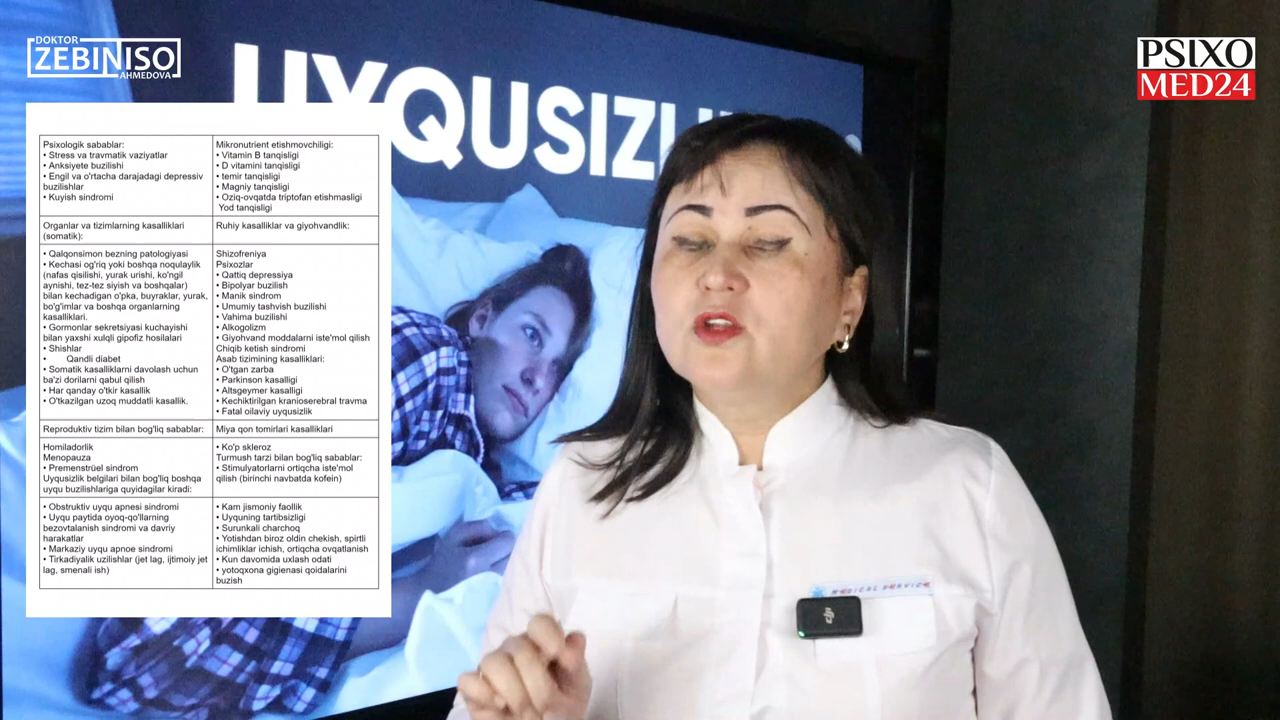 DOKTOR
ZEBINISO
AHMEDOVA
PSIXO
MED24
UYQUSIZLI
Psixologik sabablar:
• Stress va travmatik vaziyatlar
• Anksiyete buzilishi
• Engil va o'rtacha darajadagi depressiv
buzilishlar
• Kuyish sindromi
Mikronutrient etishmovchiligi:
• Vitamin B tanqisligi
• D vitamini tanqisligi
• temir tanqisligi
• Magniy tanqisligi
• Oziq-ovqatda triptofan etishmasligi
Yod tanqisligi
Organlar va tizimlarning kasalliklari
(somatik):
Ruhiy kasalliklar va giyohvandlik:
• Qalqonsimon bezning patologiyasi
• Kechasi og'riq yoki boshqa noqulaylik
(nafas qisilishi, yurak urishi, ko'ngil
aynishi, tez-tez siyish va boshqalar)
bilan kechadigan o'pka, buyraklar, yurak,
bo'g'imlar va boshqa organlarning
kasalliklari.
• Gormonlar sekretsiyasi kuchayishi
bilan yaxshi xulqli gipofiz hosilalari
• Shishlar
• Qandli diabet
• Somatik kasalliklarni davolash uchun
ba'zi dorilarni qabul qilish
• Har qanday o'tkir kasallik
• O'tkazilgan uzoq muddatli kasallik.
Shizofreniya
Psixozlar
• Qattiq depressiya
• Bipolyar buzilish
• Manik sindrom
• Umumiy tashvish buzilishi
• Vahima buzilishi
• Alkogolizm
• Giyohvand moddalarni iste'mol qilish
Chiqib ketish sindromi
Asab tizimining kasalliklari:
• O'tgan zarba
• Parkinson kasalligi
• Altsgeymer kasalligi
• Kechiktirilgan kranioserebral travma
• Fatal oilaviy uyqusizlik
Reproduktiv tizim bilan bog'liq sabablar:
Miya qon tomirlari kasalliklari
Homiladorlik
Menopauza
• Premenstrüel sindrom
Uyqusizlik belgilari bilan bog'liq boshqa
uyqu buzilishlariga quyidagilar kiradi:
• Ko'p skleroz
Turmush tarzi bilan bog'liq sabablar:
• Stimulyatorlarni ortiqcha iste'mol
qilish (birinchi navbatda kofein)
• Obstruktiv uyqu apnesi sindromi
• Uyqu paytida oyoq-qo'llarning
bezovtalanish sindromi va davriy
harakatlar
• Markaziy uyqu apnoe sindromi
• Tirkadiyalik uzilishlar (jet lag, ijtimoiy jet
lag, smenali ish)
• Kam jismoniy faollik
• Uyquning tartibsizligi
• Surunkali charchoq
• Yotishdan biroz oldin chekish, spirtli
ichimliklar ichish, ortiqcha ovqatlanish
• Kun davomida uxlash odati
• yotoqxona gigienasi qoidalarini
buzish
MEDICAL SERVICE